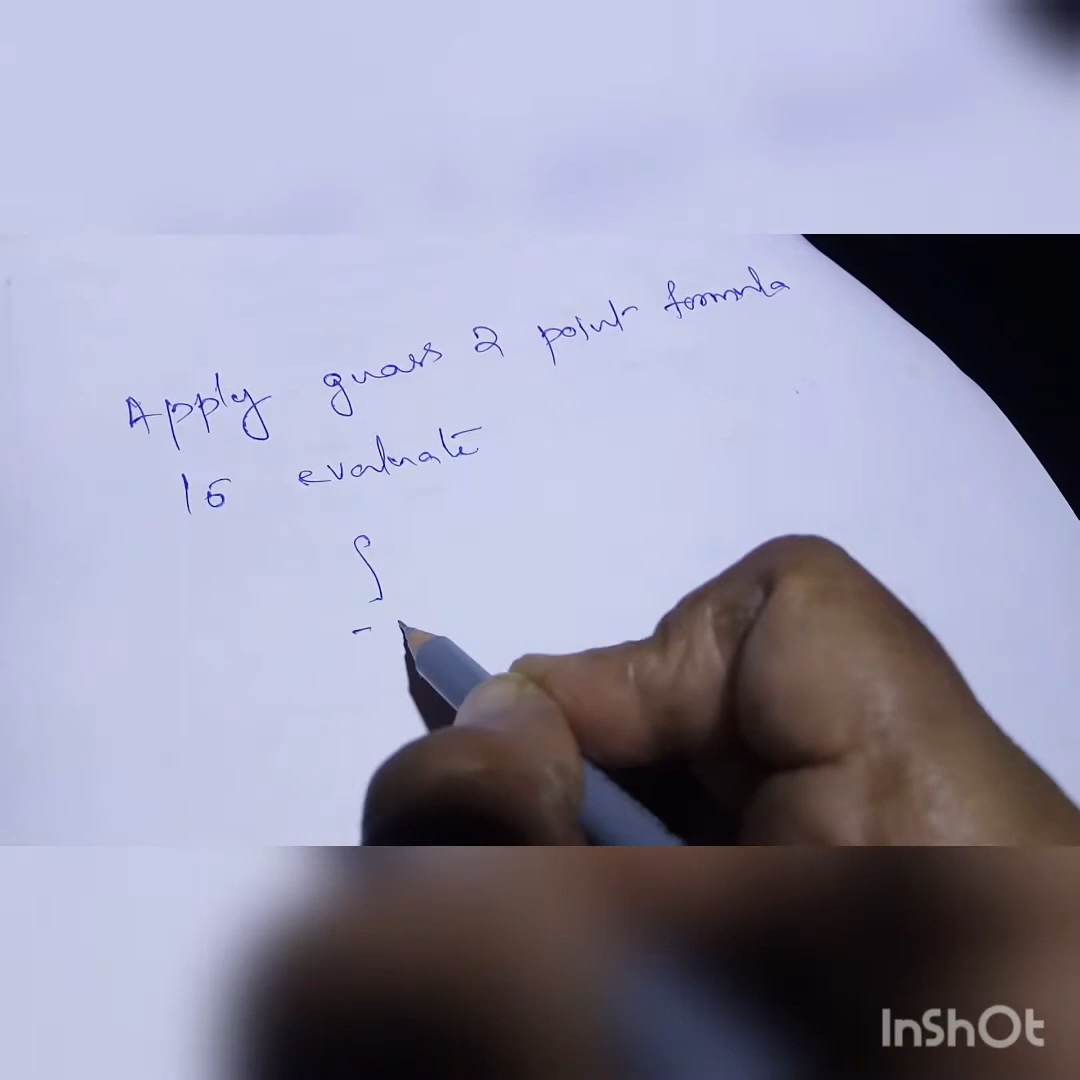 Apply guass 2 point formula
to evaluate
∫
-
InShOt